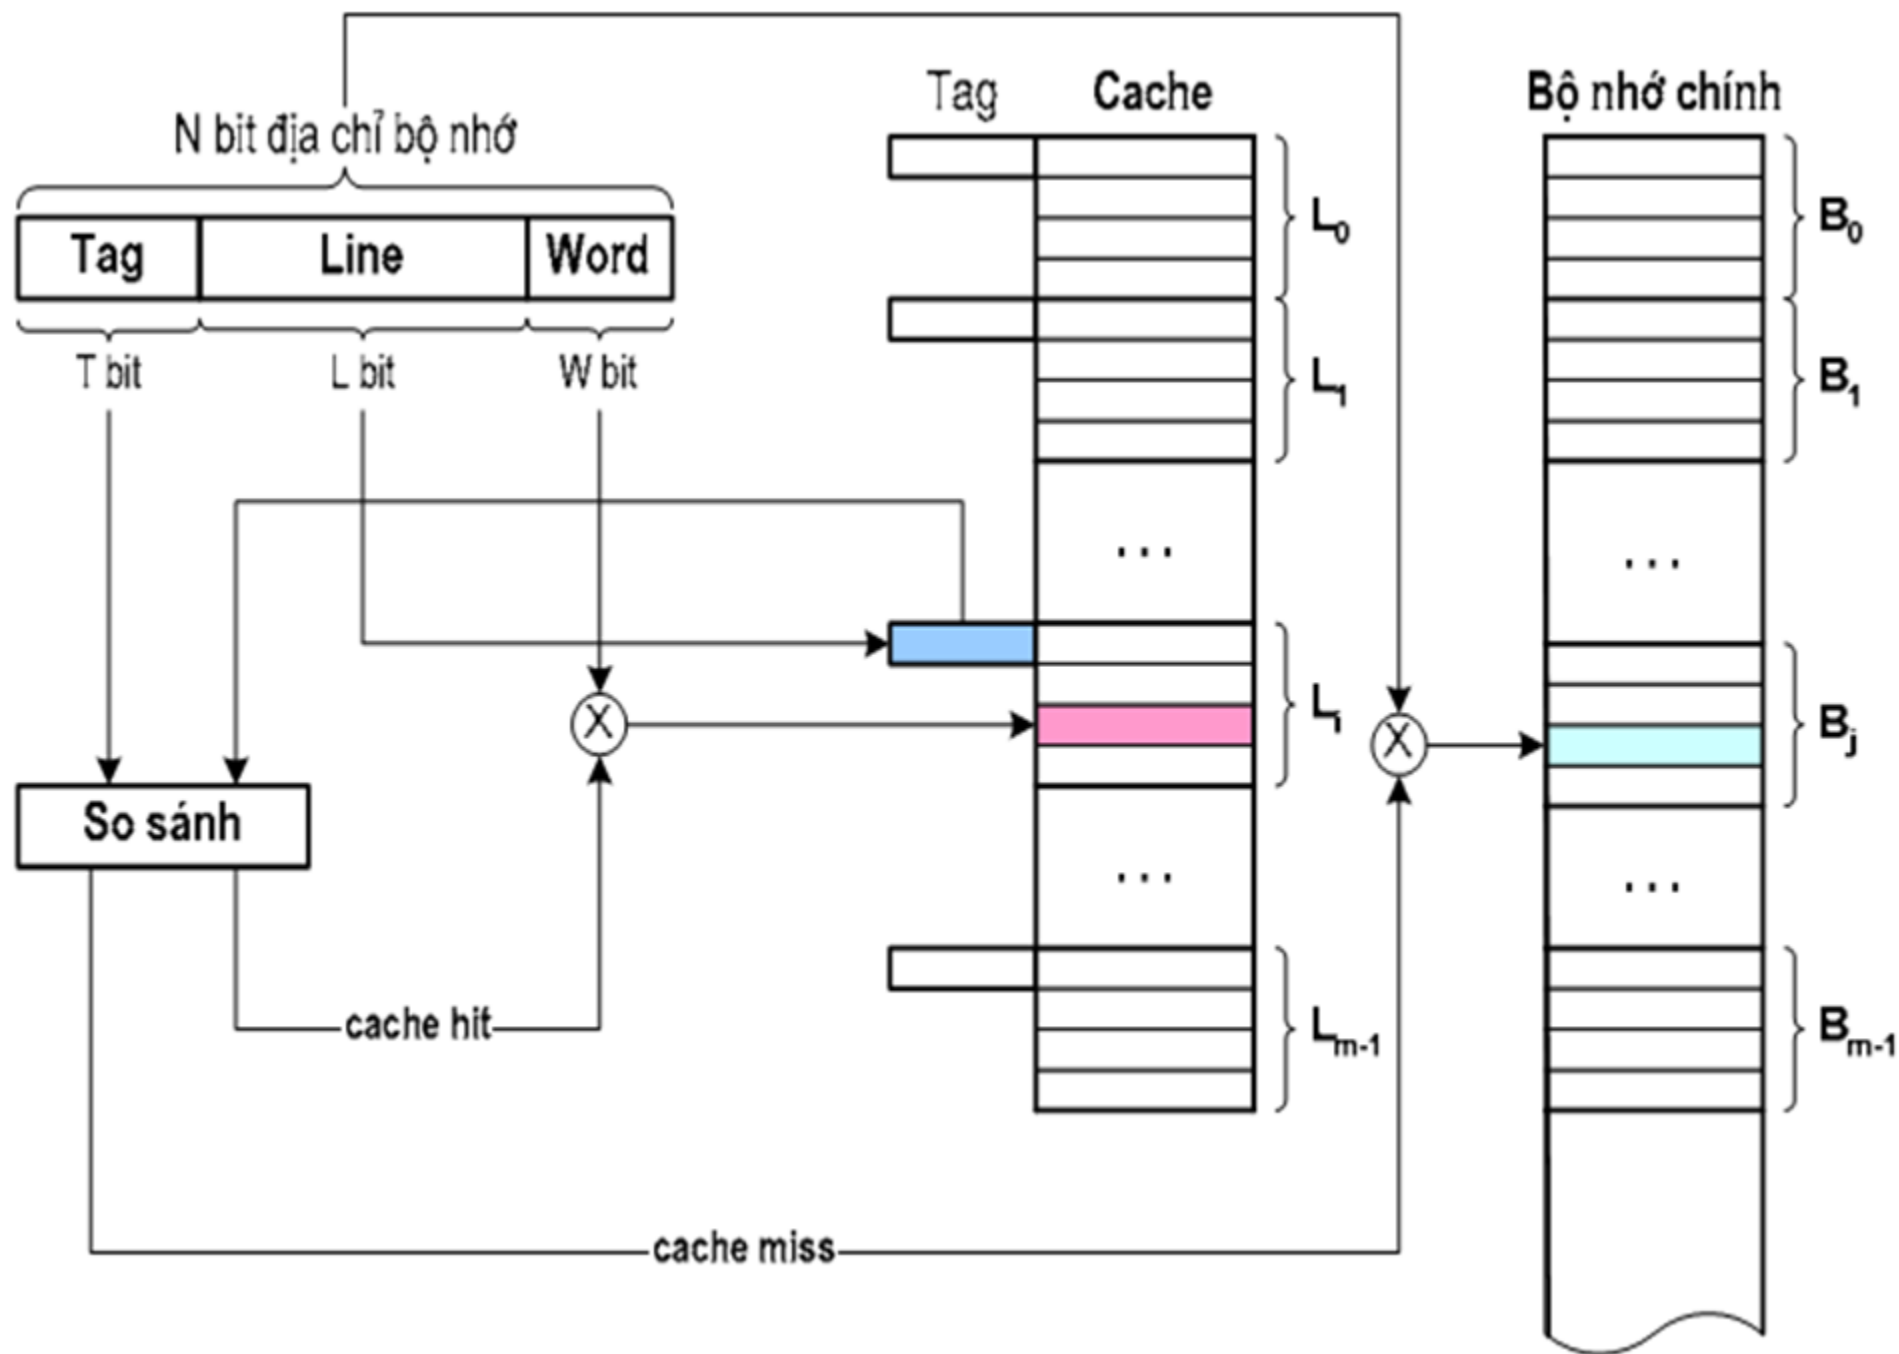 Tag Cache Bộ nhớ chính
N bit địa chỉ bộ nhớ
Tag Line Word
T bit L bit W bit
L0 B0
L1 B1
... ...
X Li X Bj
So sánh
... ...
cache hit Lm-1 Bm-1
cache miss